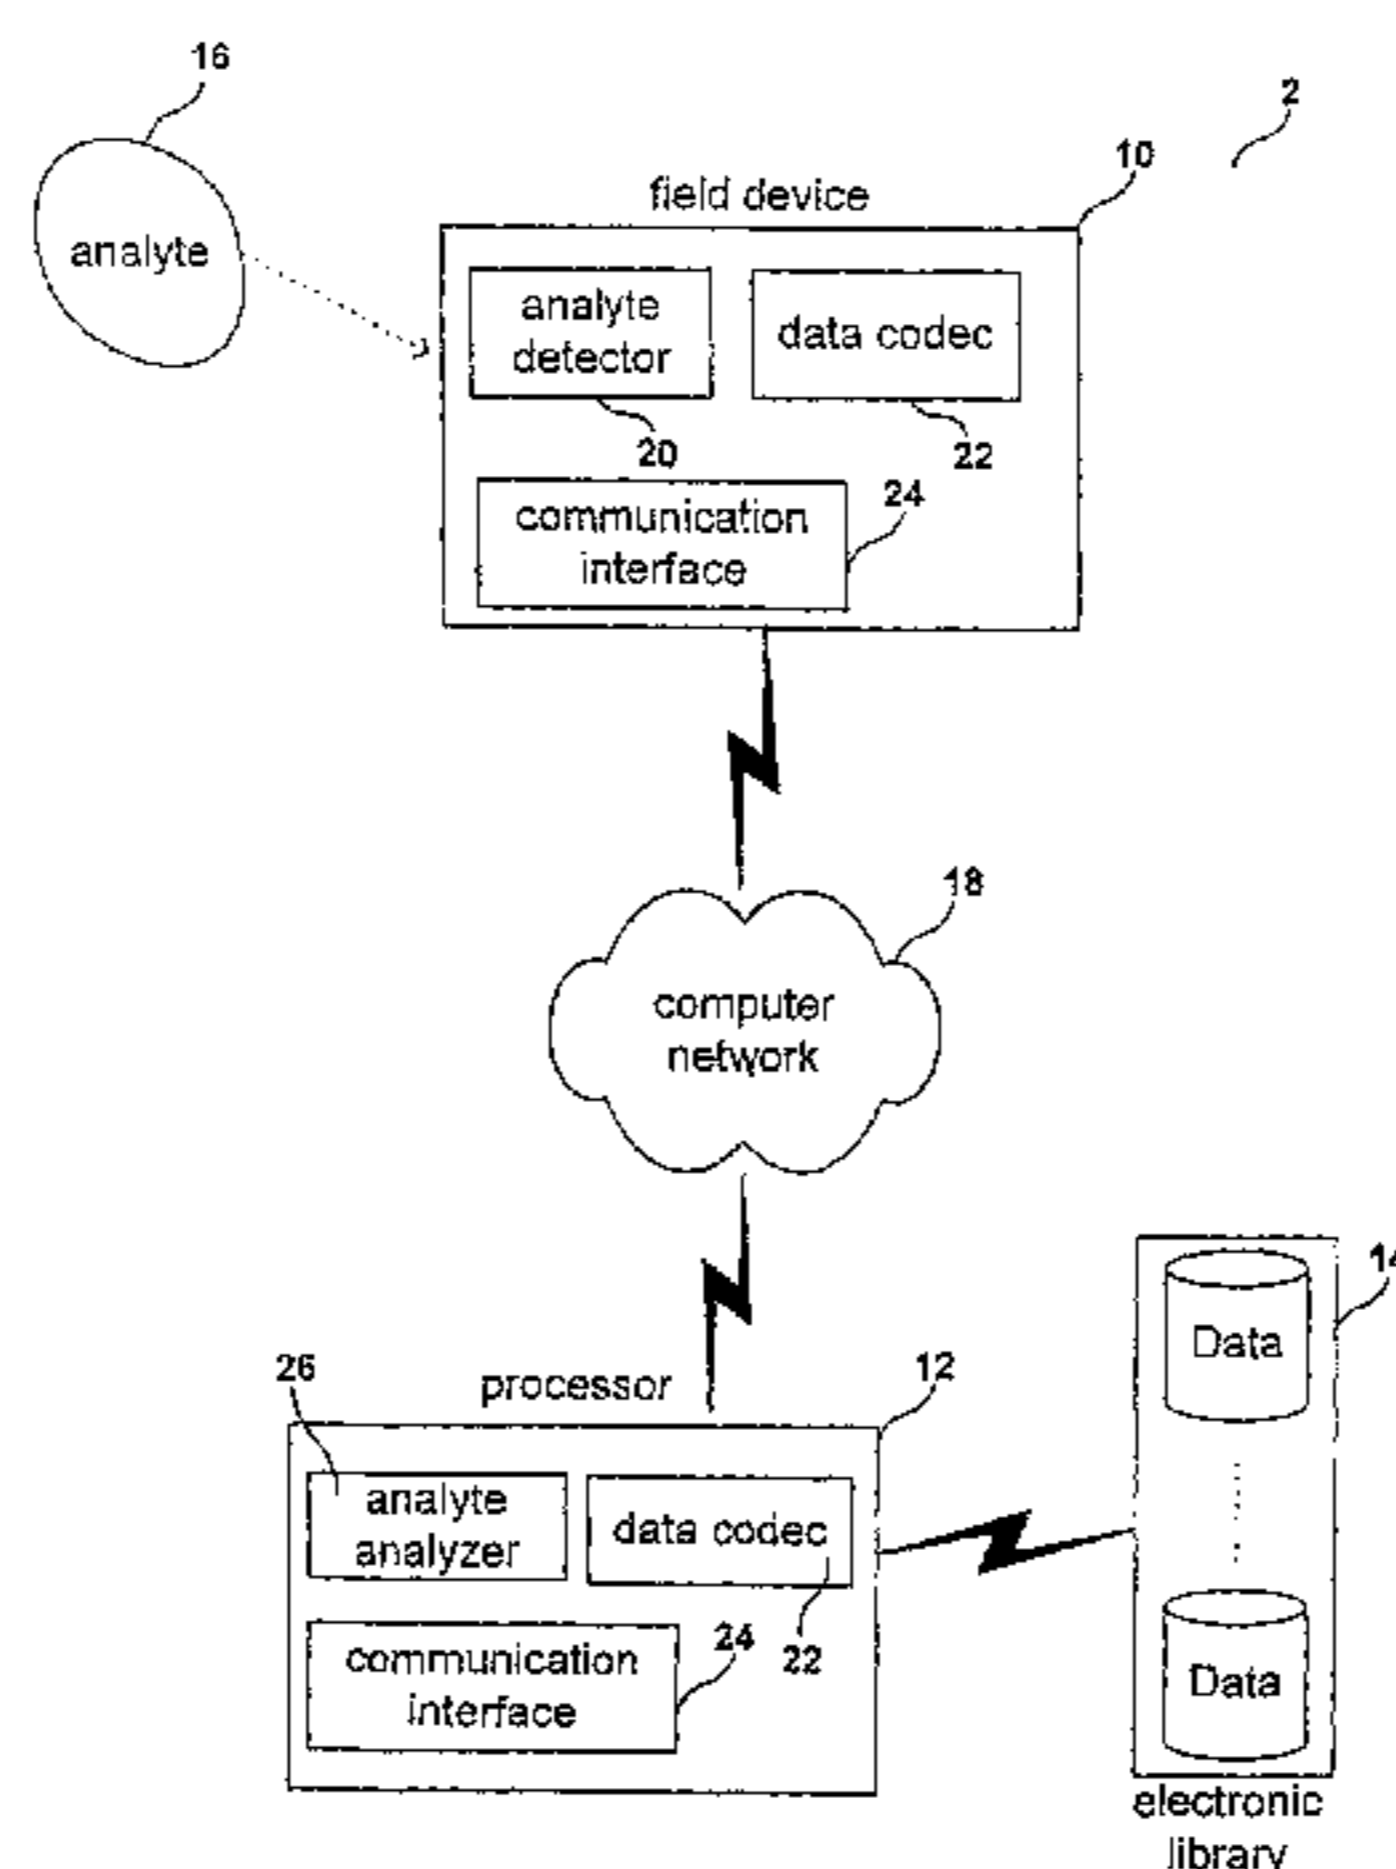 16
2
10
field device
analyte
analyte
detector
data codec
20
22
24
communication
interface
18
computer
network
14
Data
26
processor
12
analyte
analyzer
data codec
22
24
communication
interface
Data
electronic
library